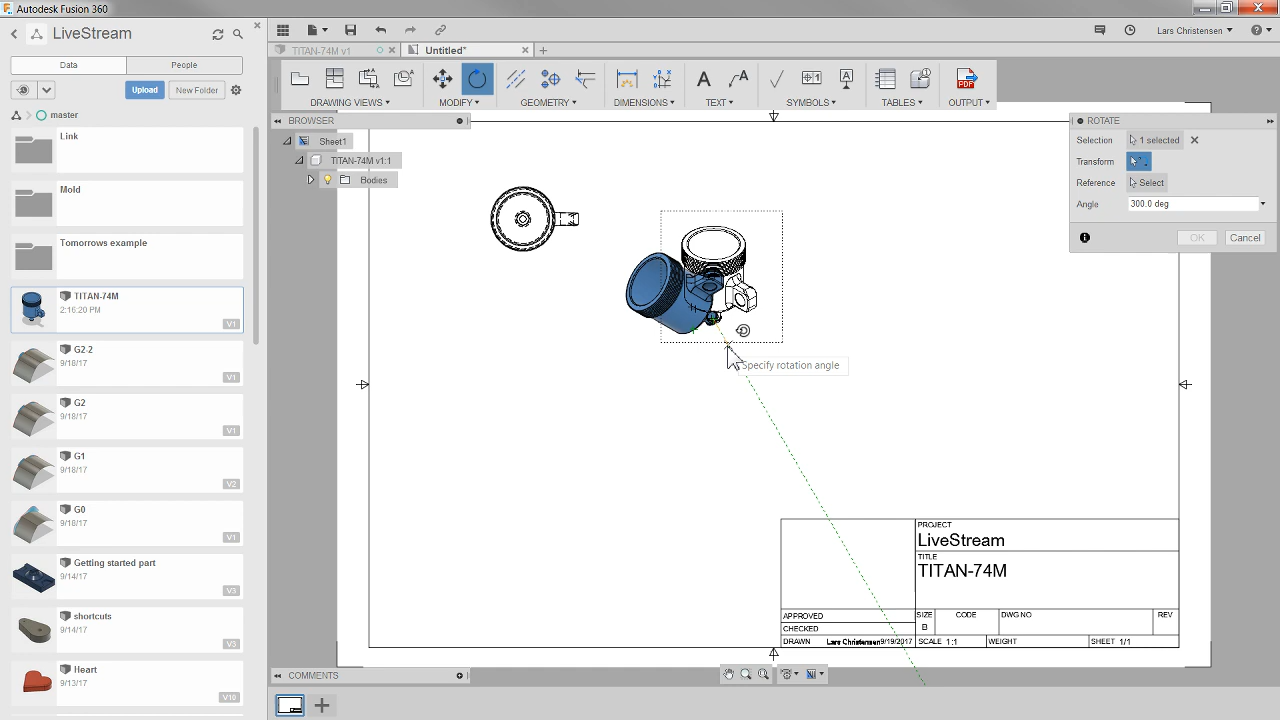 Autodesk Fusion 360
LiveStream
Data
People
Upload
New Folder
master
Link
Mold
Tomorrows example
TITAN-74M
2:16:20 PM
V1
G2-2
9/18/17
V1
G2
9/18/17
V1
G1
9/18/17
V2
G0
9/18/17
V1
Getting started part
9/14/17
V3
shortcuts
9/14/17
V3
Heart
9/13/17
V10
Lars Christensen
TITAN-74M v1
Untitled*
DRAWING VIEWS
MODIFY
GEOMETRY
DIMENSIONS
TEXT
SYMBOLS
TABLES
OUTPUT
PDF
BROWSER
Sheet1
TITAN-74M v1:1
Bodies
ROTATE
Selection 1 selected
Transform
Reference Select
Angle 300.0 deg
OK Cancel
Specify rotation angle
PROJECT
LiveStream
TITLE
TITAN-74M
APPROVED
CHECKED
DRAWN Lars Christensen 9/19/2017
SIZE CODE DWG NO REV
B
SCALE 1:1 WEIGHT SHEET 1/1
COMMENTS